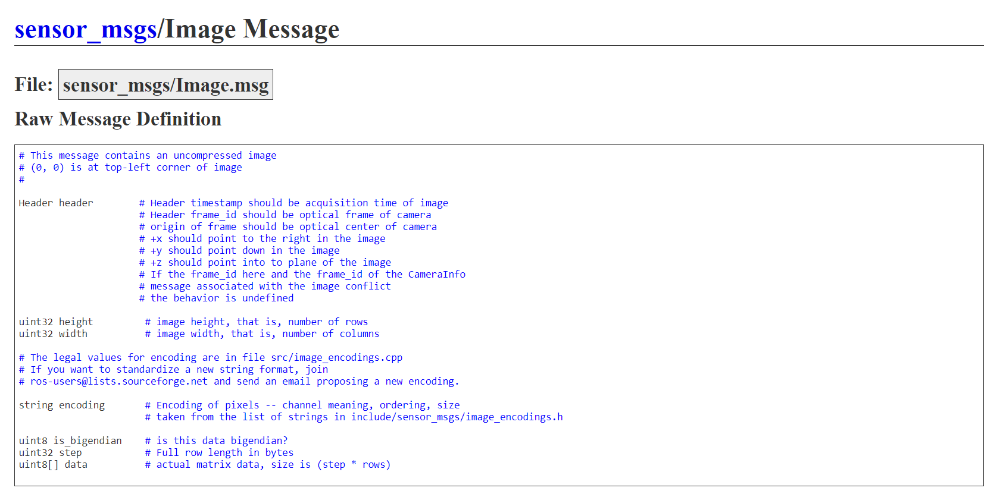 sensor_msgs/Image Message
File: sensor_msgs/Image.msg
Raw Message Definition
# This message contains an uncompressed image
# (0, 0) is at top-left corner of image
#
Header header        # Header timestamp should be acquisition time of image
                     # Header frame_id should be optical frame of camera
                     # origin of frame should be optical center of camera
                     # +x should point to the right in the image
                     # +y should point down in the image
                     # +z should point into to plane of the image
                     # If the frame_id here and the frame_id of the CameraInfo
                     # message associated with the image conflict
                     # the behavior is undefined
uint32 height         # image height, that is, number of rows
uint32 width          # image width, that is, number of columns
# The legal values for encoding are in file src/image_encodings.cpp
# If you want to standardize a new string format, join
# ros-users@lists.sourceforge.net and send an email proposing a new encoding.
string encoding       # Encoding of pixels -- channel meaning, ordering, size
                      # taken from the list of strings in include/sensor_msgs/image_encodings.h
uint8 is_bigendian    # is this data bigendian?
uint32 step           # Full row length in bytes
uint8[] data          # actual matrix data, size is (step * rows)